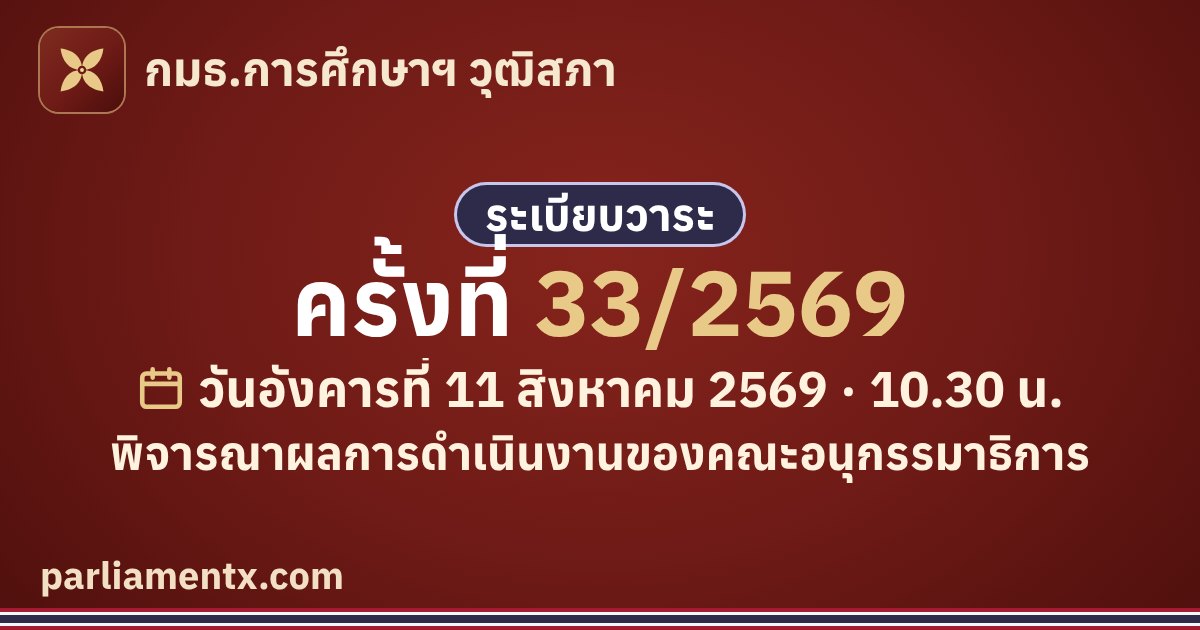 กมธ.การศึกษาฯ วุฒิสภา
ระเบียบวาระ
ครั้งที่ 33/2569
วันอังคารที่ 11 สิงหาคม 2569 · 10.30 น.
พิจารณาผลการดำเนินงานของคณะอนุกรรมาธิการ
parliamentx.com